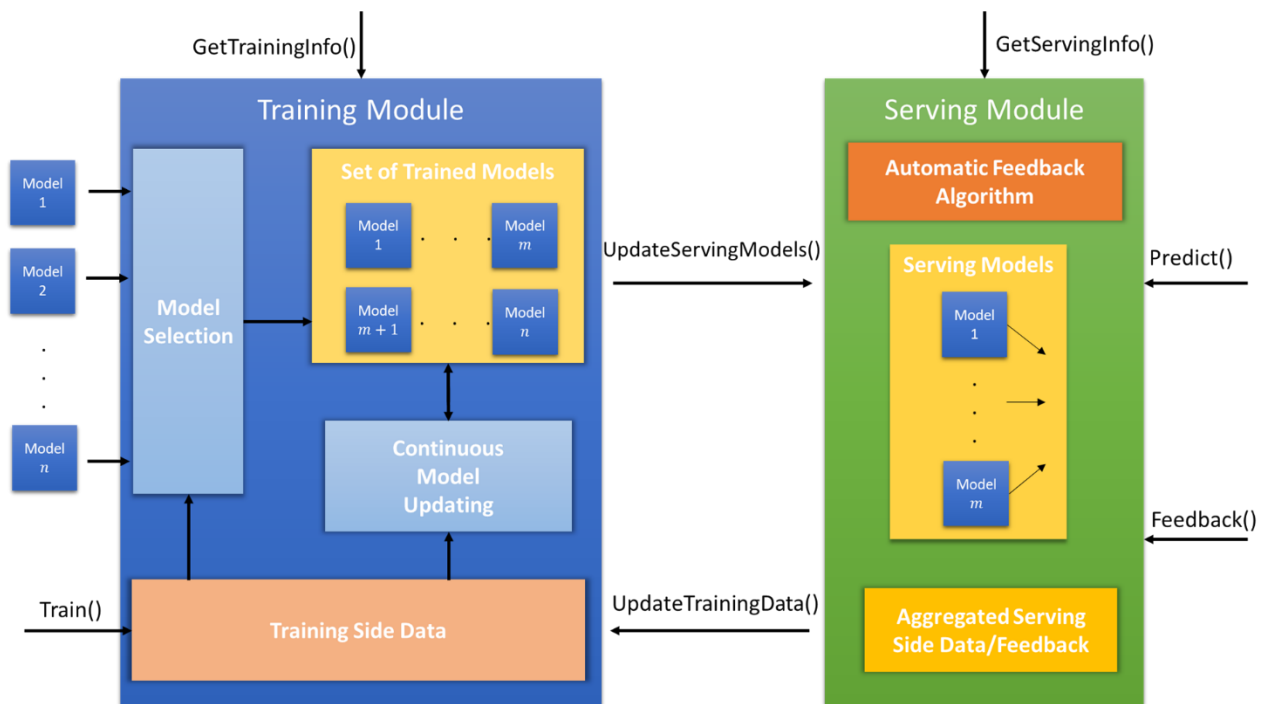 GetTrainingInfo()
GetServingInfo()
Training Module
Model
1
Model
2
.
.
.
Model
n
Model
Selection
Set of Trained Models
Model
1
. . .
Model
m
Model
m + 1
. . .
Model
n
Continuous
Model
Updating
Train()
Training Side Data
UpdateServingModels()
UpdateTrainingData()
Serving Module
Automatic Feedback
Algorithm
Serving Models
Model
1
.
.
.
Model
m
Aggregated Serving
Side Data/Feedback
Predict()
Feedback()